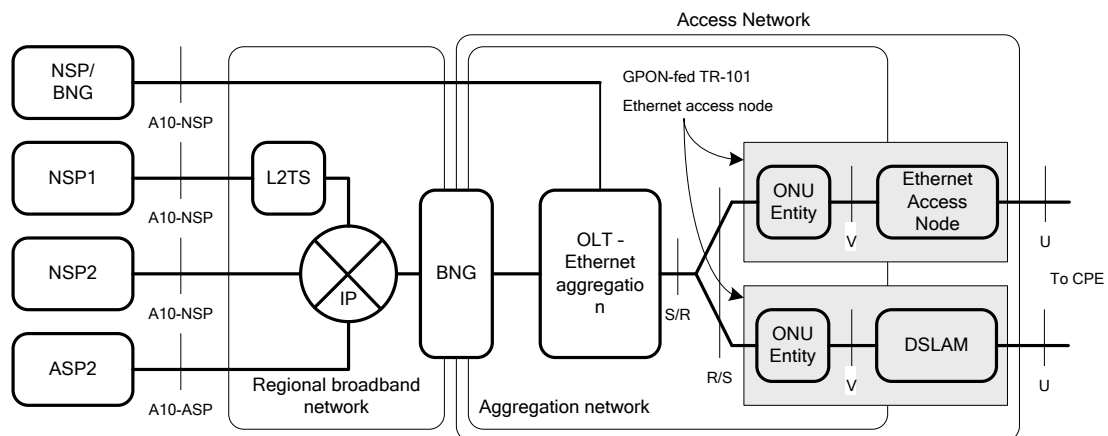 Access Network
NSP/
BNG
A10-NSP
GPON-fed TR-101
Ethernet access node
NSP1
A10-NSP
L2TS
ONU
Entity
V
Ethernet
Access
Node
U
NSP2
A10-NSP
IP
BNG
OLT -
Ethernet
aggregatio
n
S/R
To CPE
ASP2
A10-ASP
Regional broadband
network
Aggregation network
R/S
ONU
Entity
V
DSLAM
U